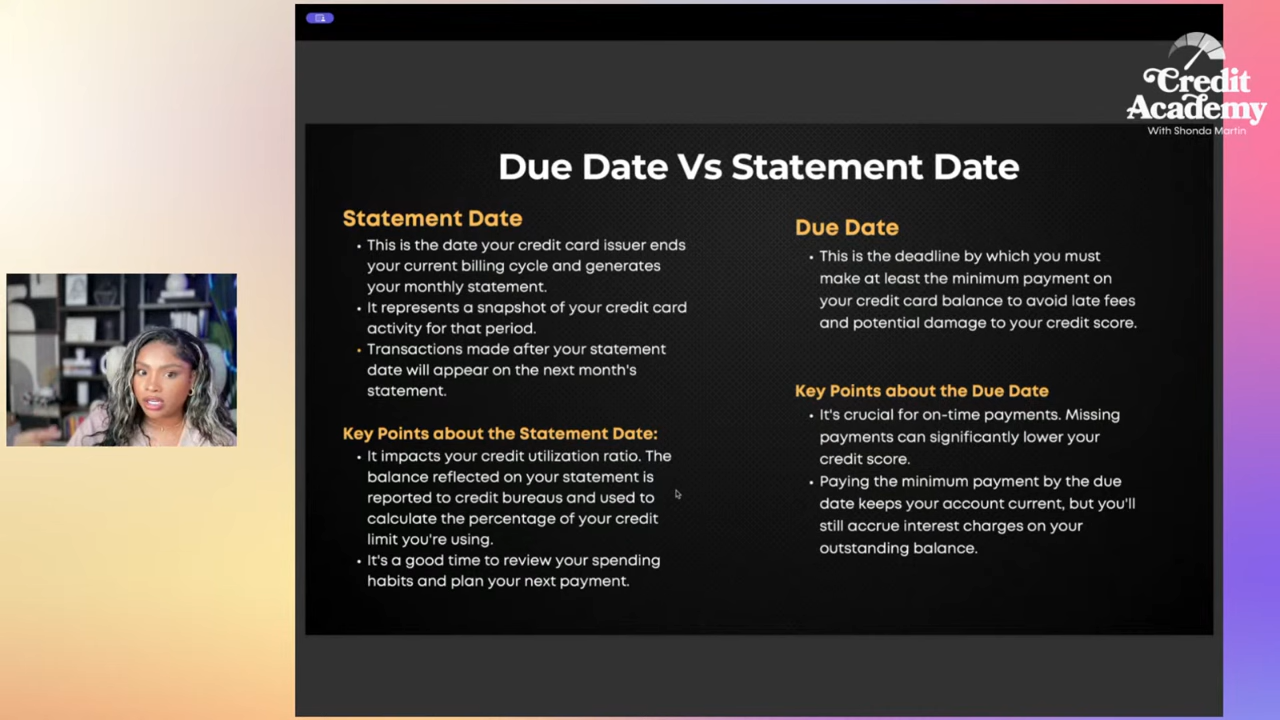 Credit
Academy
With Shonda Martin
Due Date Vs Statement Date
Statement Date
• This is the date your credit card issuer ends
your current billing cycle and generates
your monthly statement.
• It represents a snapshot of your credit card
activity for that period.
• Transactions made after your statement
date will appear on the next month's
statement.
Key Points about the Statement Date:
• It impacts your credit utilization ratio. The
balance reflected on your statement is
reported to credit bureaus and used to
calculate the percentage of your credit
limit you're using.
• It's a good time to review your spending
habits and plan your next payment.
Due Date
• This is the deadline by which you must
make at least the minimum payment on
your credit card balance to avoid late fees
and potential damage to your credit score.
Key Points about the Due Date
• It's crucial for on-time payments. Missing
payments can significantly lower your
credit score.
• Paying the minimum payment by the due
date keeps your account current, but you'll
still accrue interest charges on your
outstanding balance.